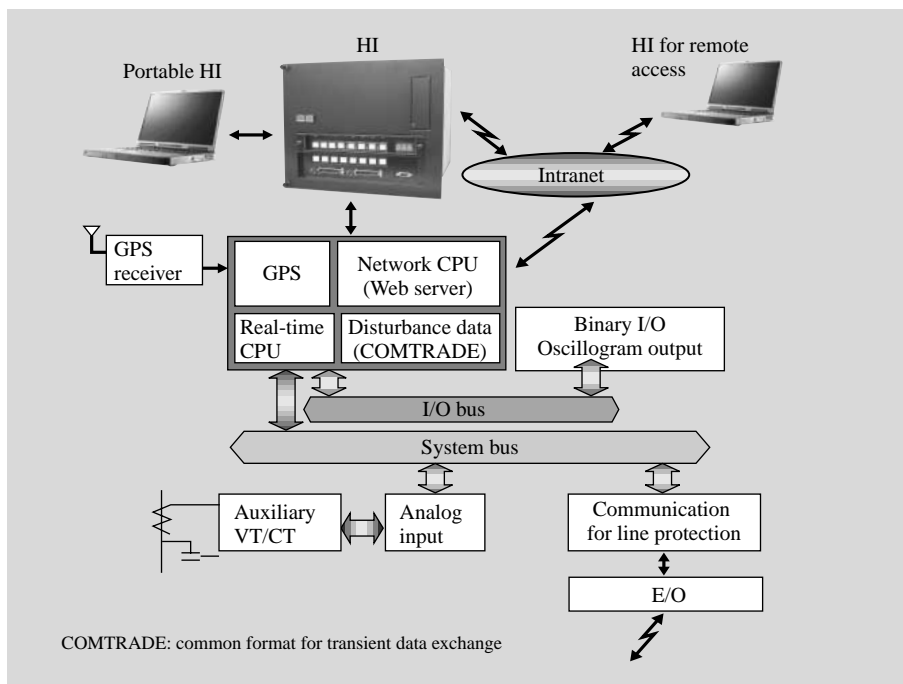 HI
Portable HI
HI for remote
access
Intranet
GPS
receiver
GPS
Network CPU
(Web server)
Real-time
CPU
Disturbance data
(COMTRADE)
Binary I/O
Oscillogram output
I/O bus
System bus
Auxiliary
VT/CT
Analog
input
Communication
for line protection
E/O
COMTRADE: common format for transient data exchange